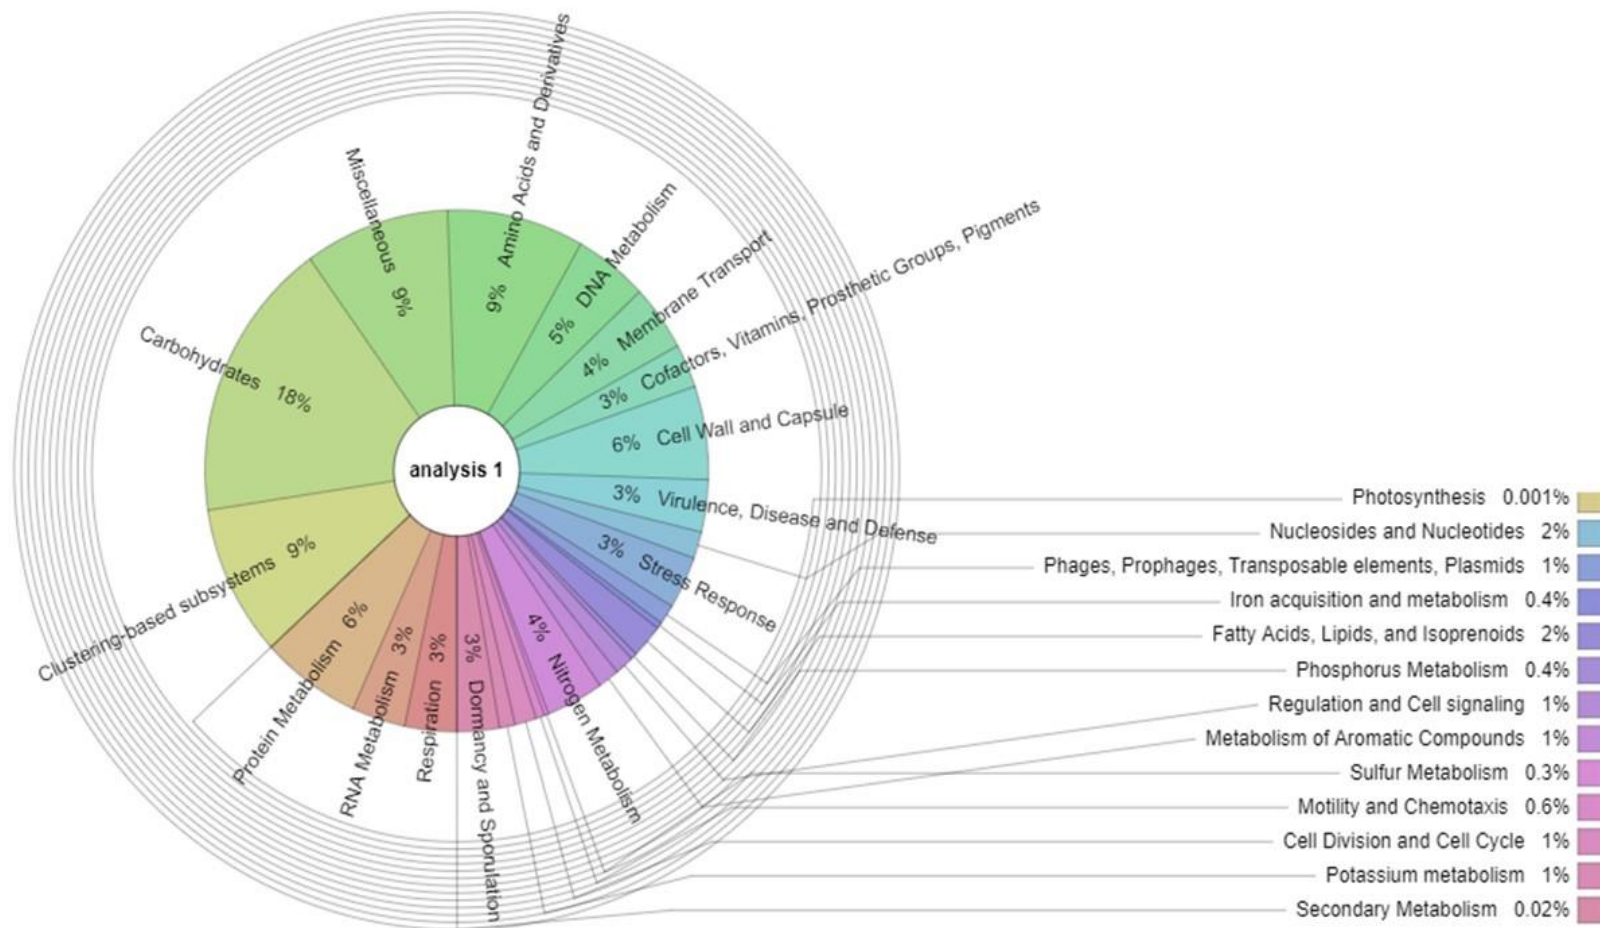 analysis 1
Amino Acids and Derivatives 9%
DNA Metabolism 5%
Membrane Transport 4%
Cofactors, Vitamins, Prosthetic Groups, Pigments 3%
6% Cell Wall and Capsule
3% Virulence, Disease and Defense
3% Stress Response
4% Nitrogen Metabolism
3% Dormancy and Sporulation
Respiration 3%
RNA Metabolism 3%
Protein Metabolism 6%
Clustering-based subsystems 9%
Carbohydrates 18%
Miscellaneous 9%
Photosynthesis 0.001%
Nucleosides and Nucleotides 2%
Phages, Prophages, Transposable elements, Plasmids 1%
Iron acquisition and metabolism 0.4%
Fatty Acids, Lipids, and Isoprenoids 2%
Phosphorus Metabolism 0.4%
Regulation and Cell signaling 1%
Metabolism of Aromatic Compounds 1%
Sulfur Metabolism 0.3%
Motility and Chemotaxis 0.6%
Cell Division and Cell Cycle 1%
Potassium metabolism 1%
Secondary Metabolism 0.02%